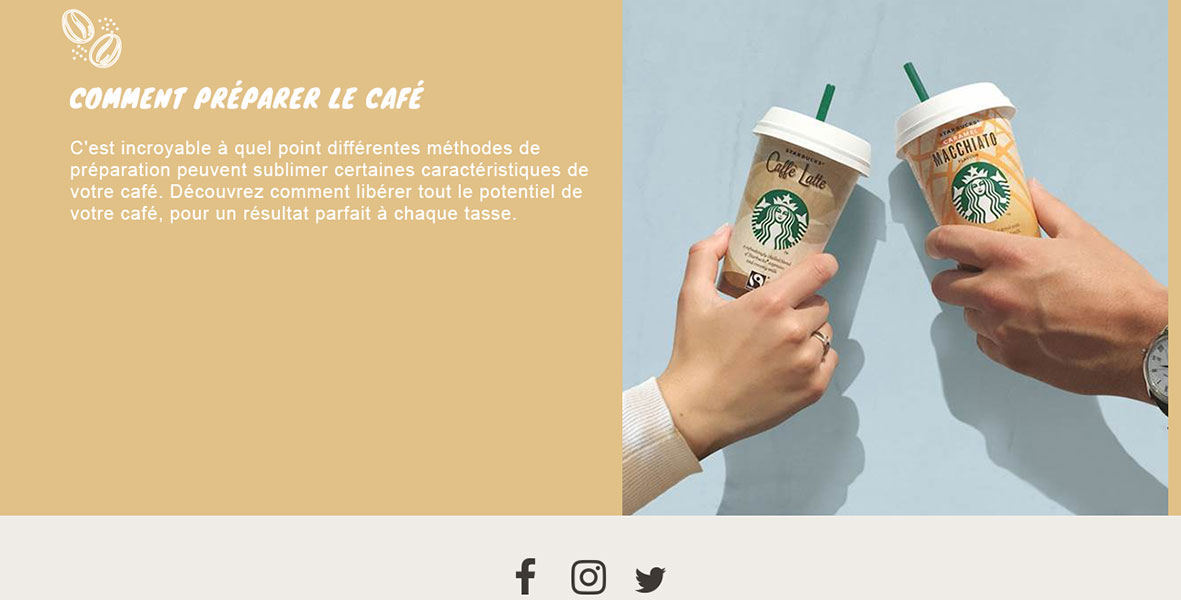 COMMENT PRÉPARER LE CAFÉ
C'est incroyable à quel point différentes méthodes de
préparation peuvent sublimer certaines caractéristiques de
votre café. Découvrez comment libérer tout le potentiel de
votre café, pour un résultat parfait à chaque tasse.
STARBUCKS
Caffè Latte
STARBUCKS
CARAMEL
MACCHIATO